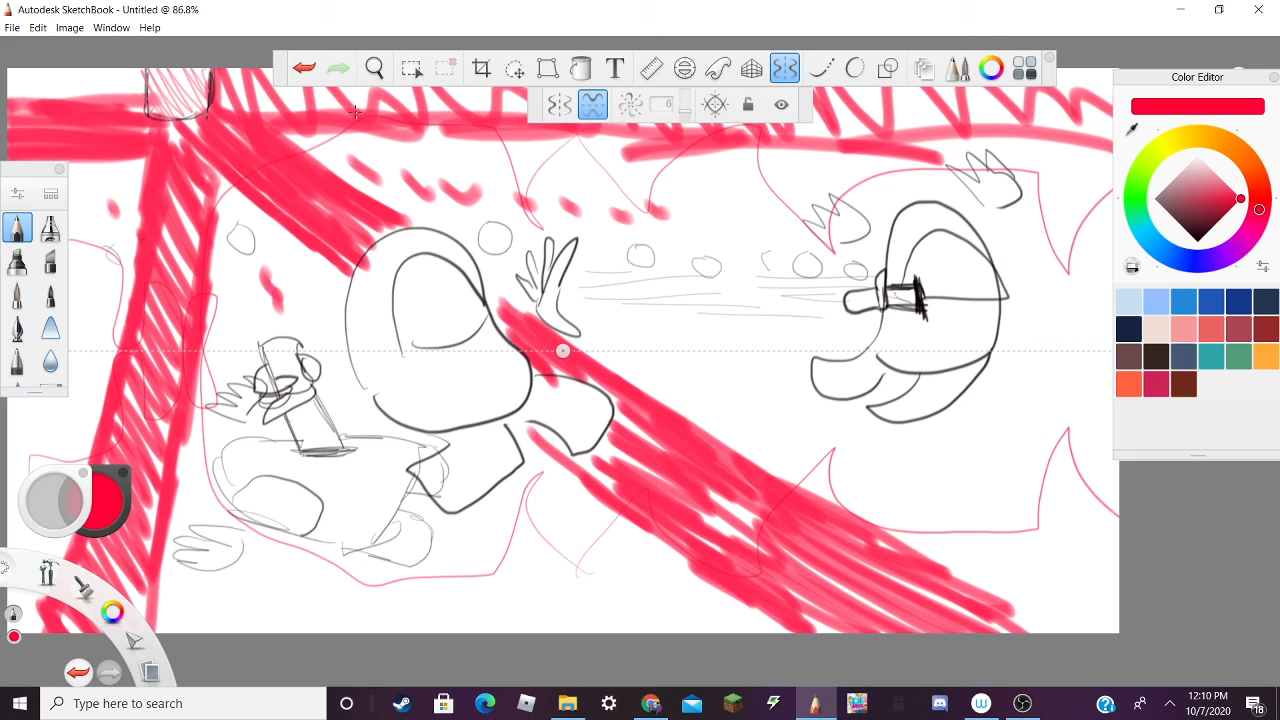 Autodesk SketchBook - Untitled @ 86.8%
File Edit Image Window Help
T
6
Color Editor
Type here to search
12:10 PM
10/7/2020
18